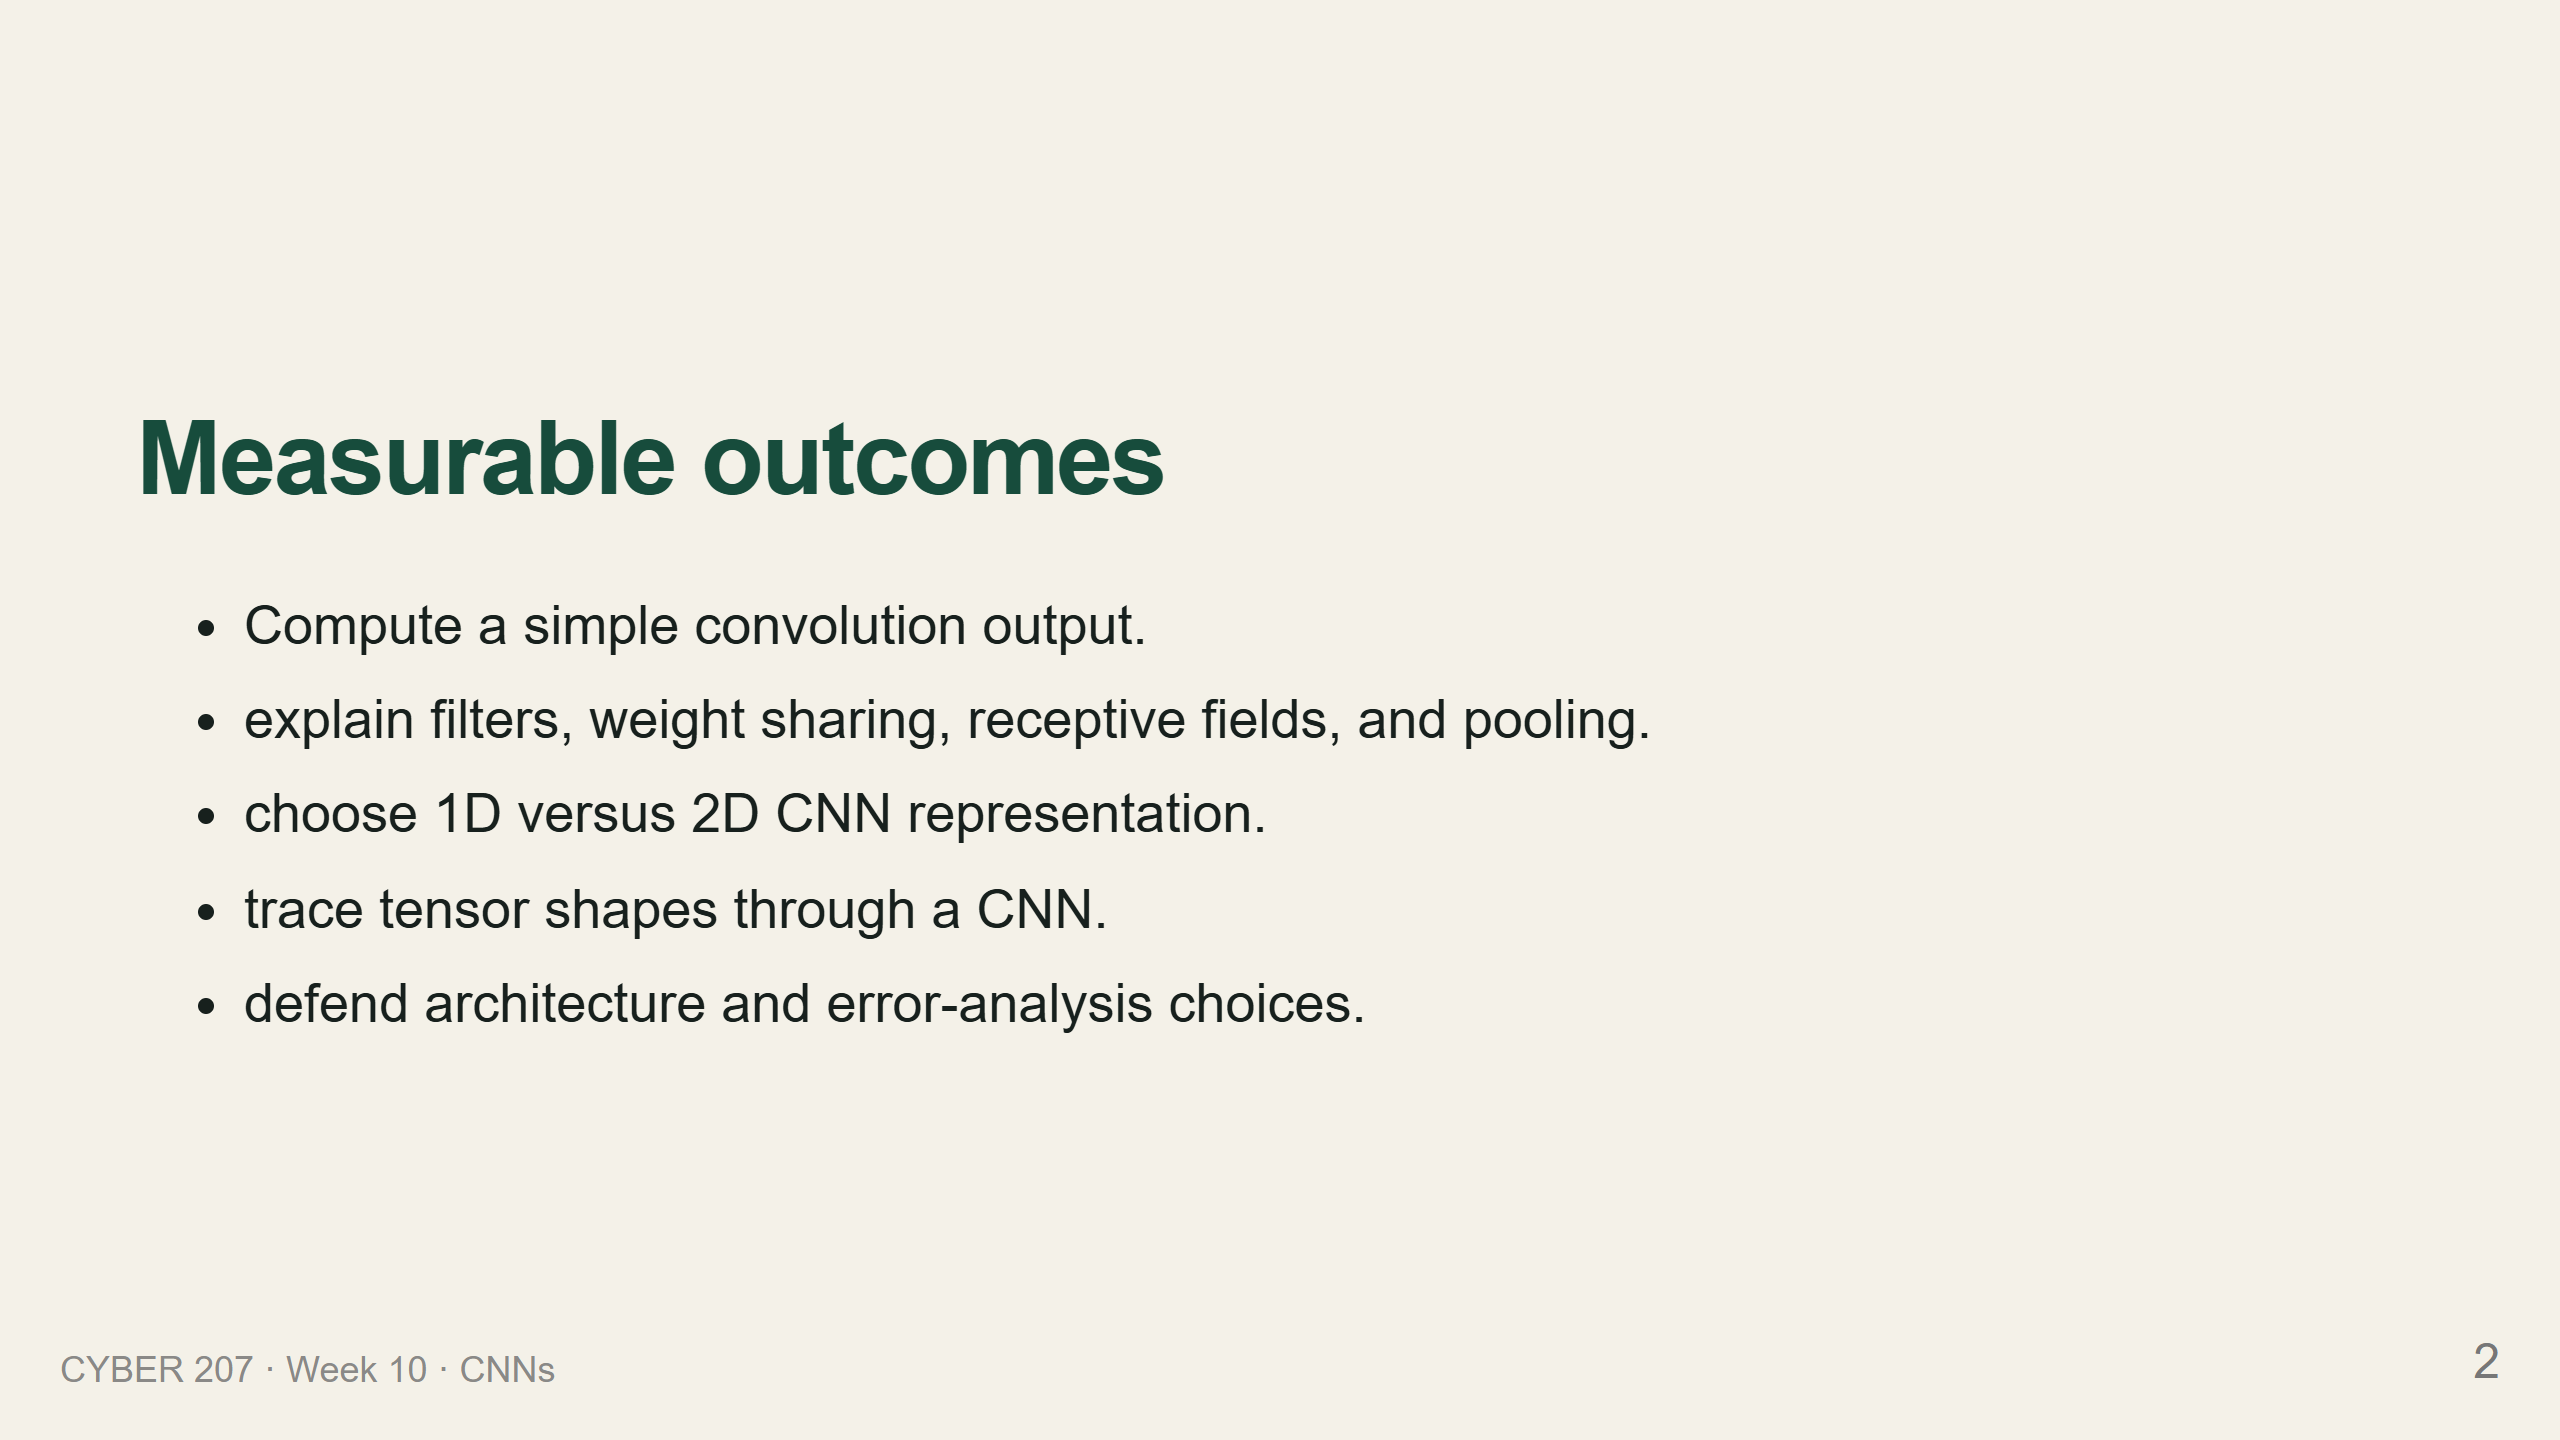 Measurable outcomes
• Compute a simple convolution output.
• explain filters, weight sharing, receptive fields, and pooling.
• choose 1D versus 2D CNN representation.
• trace tensor shapes through a CNN.
• defend architecture and error-analysis choices.
CYBER 207 · Week 10 · CNNs
2